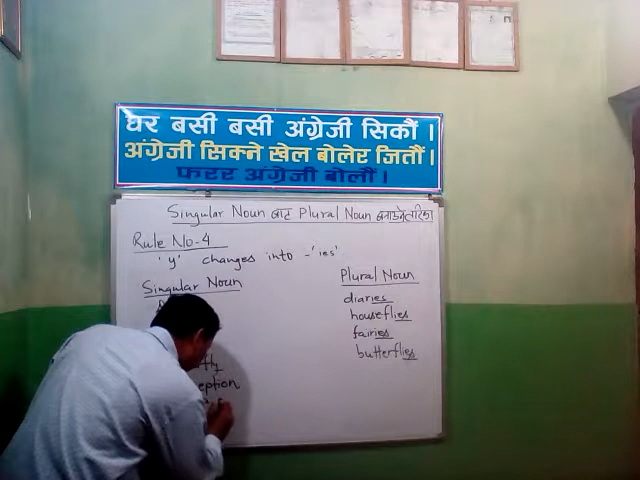 घर बसी बसी अंग्रेजी सिकौं ।
अंग्रेजी सिक्ने खेल बोलेर जितौं ।
फरर अंग्रेजी बोलौं ।
Singular Noun बाट Plural Noun बनाउने तरिका
Rule No-4
'y' changes into -'ies'
Singular Noun
Plural Noun
diaries
houseflies
fairies
butterflies
eption